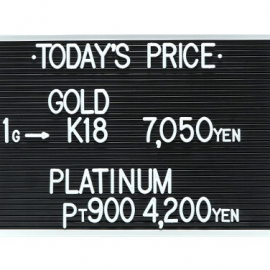 ·TODAY'S PRICE·
GOLD
1G→ K18 7,050YEN
PLATINUM
PT900 4,200YEN